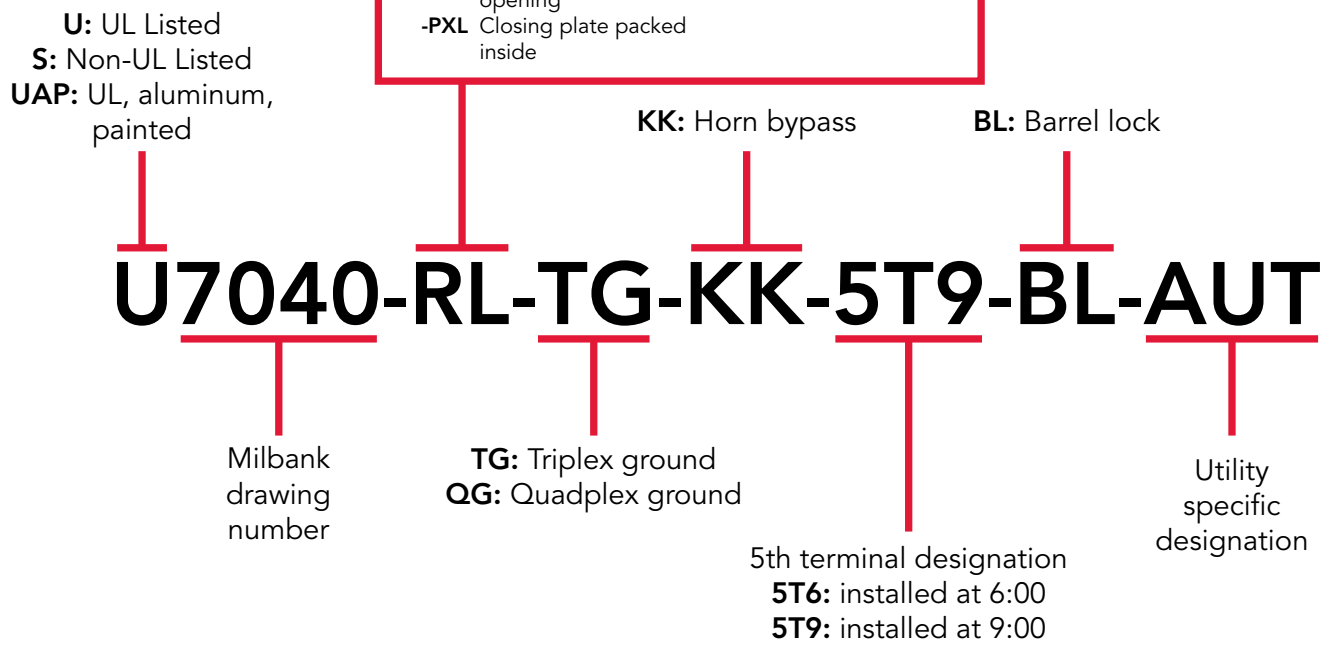 opening
-PXL Closing plate packed
inside
U: UL Listed
S: Non-UL Listed
UAP: UL, aluminum,
painted
KK: Horn bypass
BL: Barrel lock
U7040-RL-TG-KK-5T9-BL-AUT
Milbank
drawing
number
TG: Triplex ground
QG: Quadplex ground
5th terminal designation
5T6: installed at 6:00
5T9: installed at 9:00
Utility
specific
designation